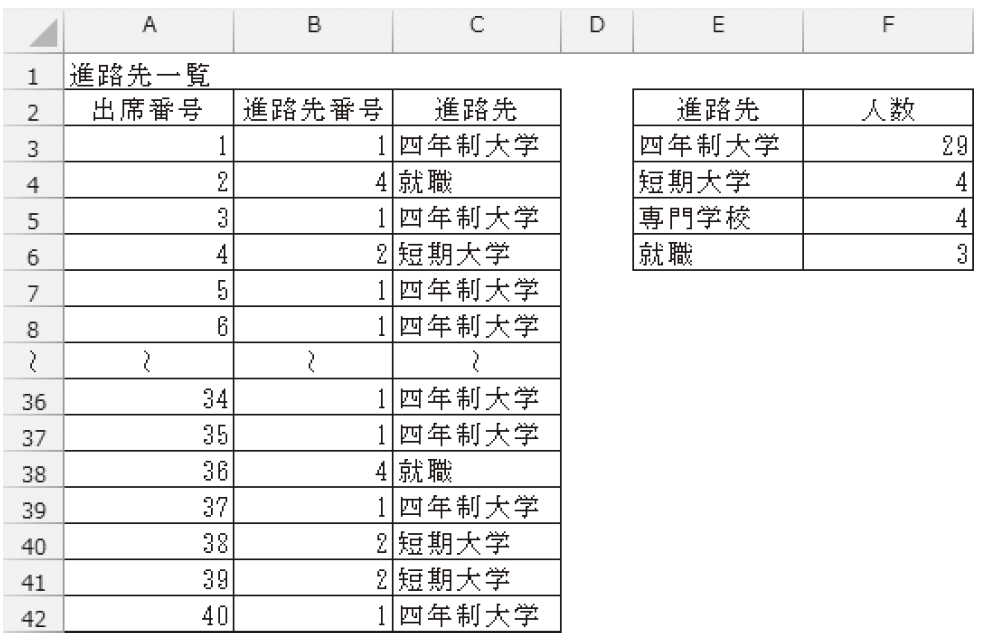 A B C D E F
1 進路先一覧
2 出席番号 進路先番号 進路先 進路先 人数
3 1 1 四年制大学 四年制大学 29
4 2 4 就職 短期大学 4
5 3 1 四年制大学 専門学校 4
6 4 2 短期大学 就職 3
7 5 1 四年制大学
8 6 1 四年制大学
〜 〜 〜 〜
36 34 1 四年制大学
37 35 1 四年制大学
38 36 4 就職
39 37 1 四年制大学
40 38 2 短期大学
41 39 2 短期大学
42 40 1 四年制大学